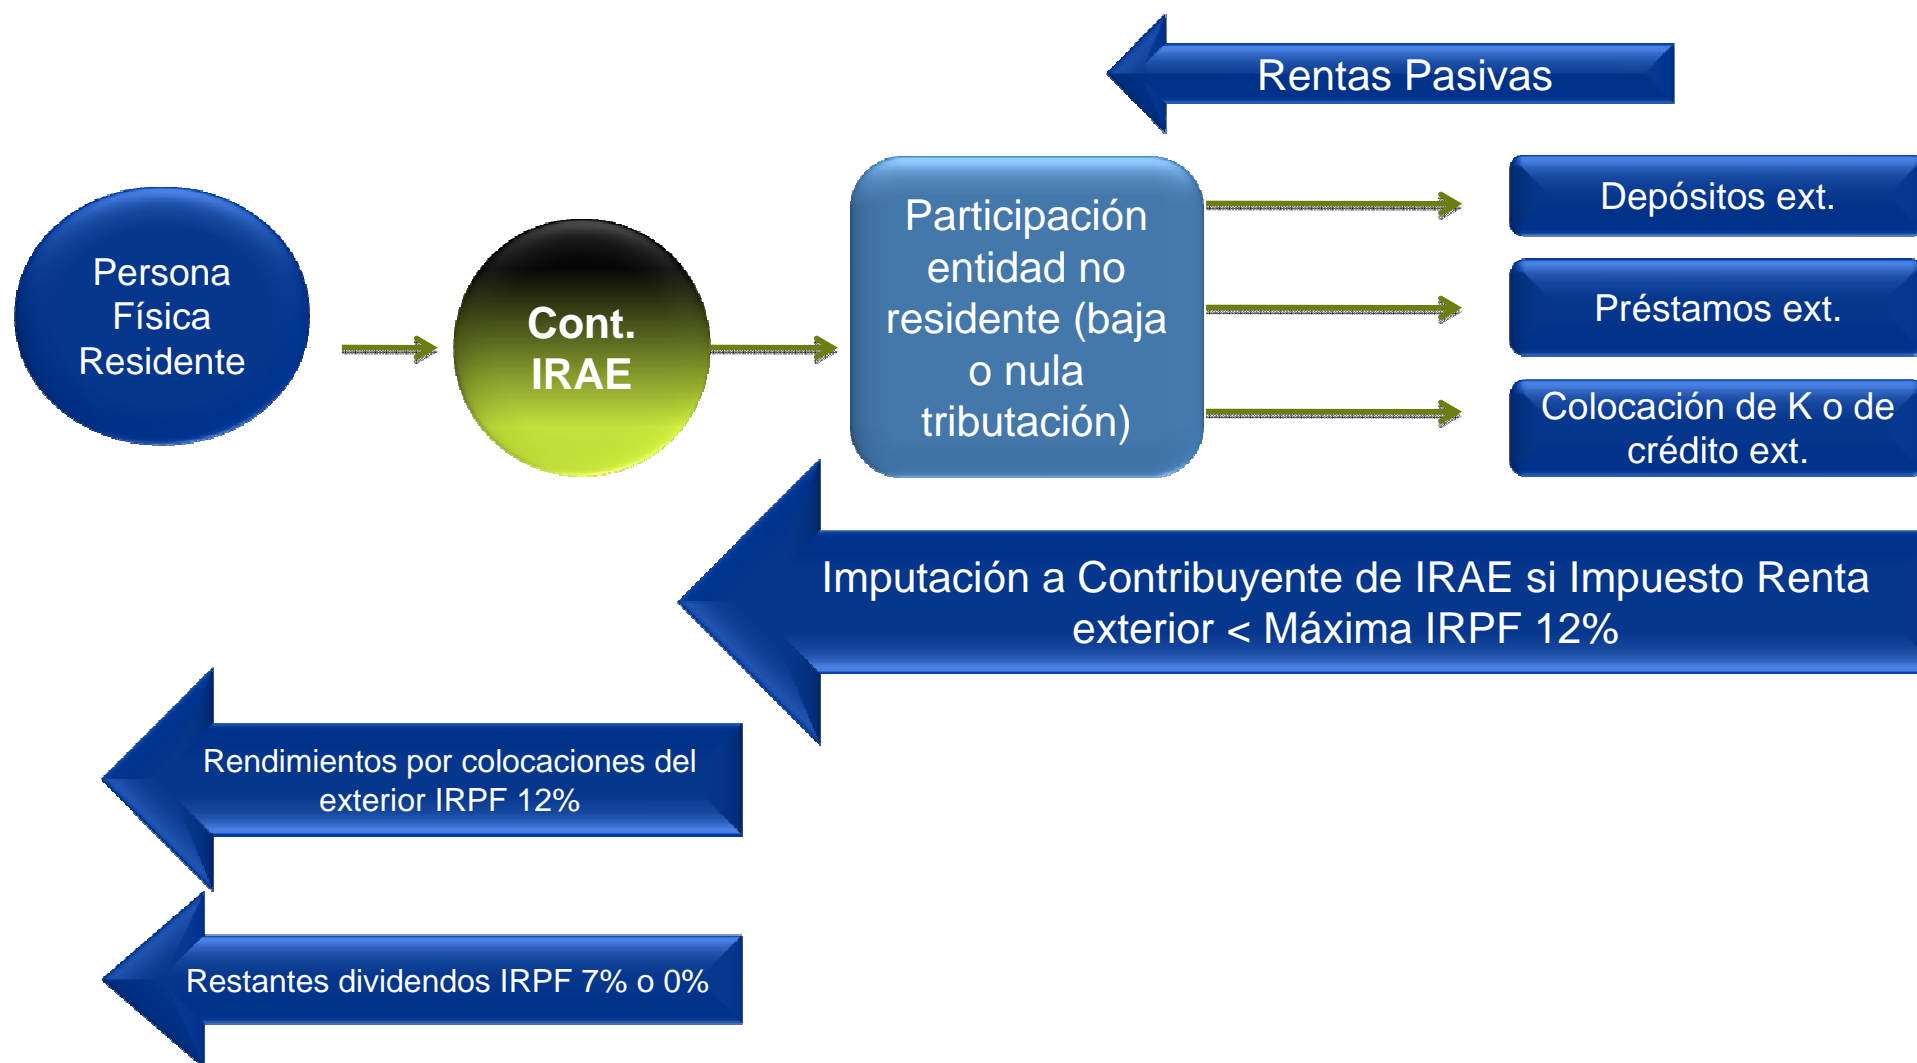 Rentas Pasivas
Persona
Física
Residente
Cont.
IRAE
Participación
entidad no
residente (baja
o nula
tributación)
Depósitos ext.
Préstamos ext.
Colocación de K o de
crédito ext.
Imputación a Contribuyente de IRAE si Impuesto Renta
exterior < Máxima IRPF 12%
Rendimientos por colocaciones del
exterior IRPF 12%
Restantes dividendos IRPF 7% o 0%